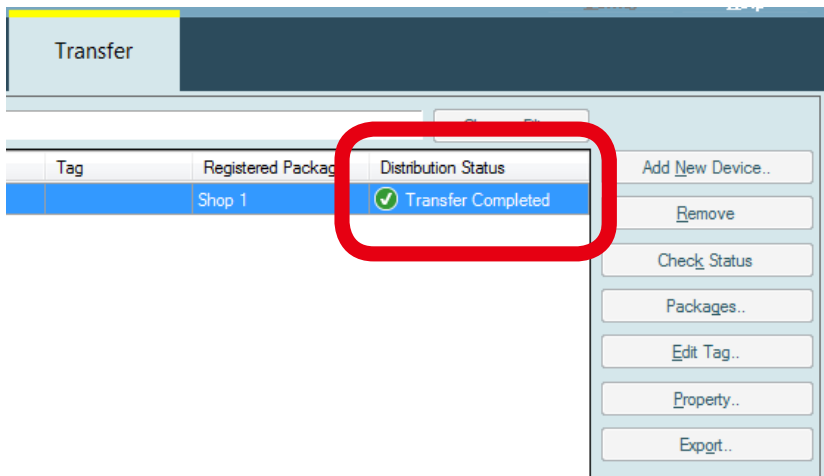 Transfer
Tag
Registered Packag
Distribution Status
Add New Device..
Shop 1
Transfer Completed
Remove
Check Status
Packages..
Edit Tag..
Property..
Export..